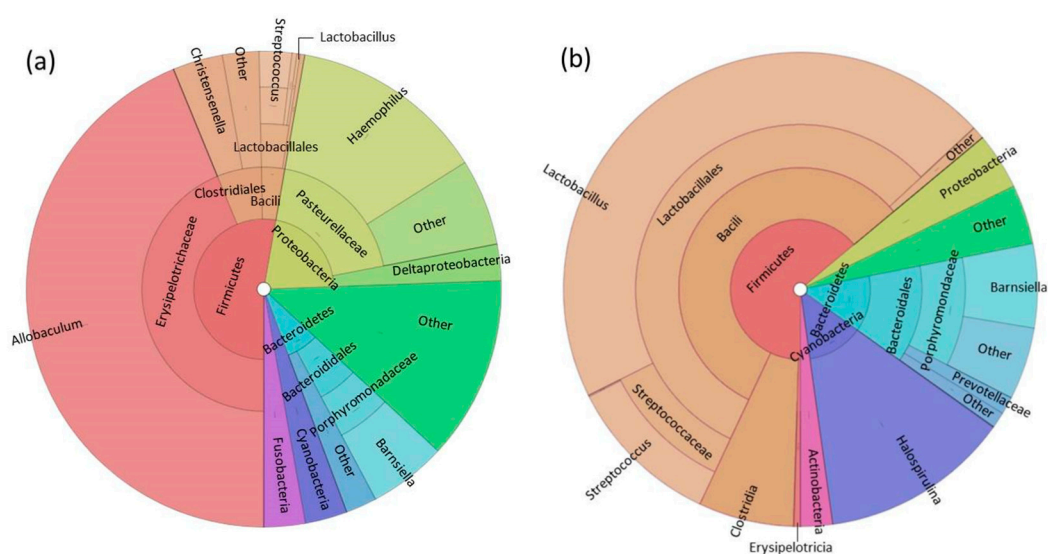 (a)
Streptococcus
Lactobacillus
Christensenella
Other
Haemophilus
Lactobacillales
Clostridiales
Bacili
Pasteurellaceae
Other
Erysipelotrichaceae
Firmicutes
Proteobacteria
Deltaproteobacteria
Allobaculum
Bacteroidetes
Other
Bacteroididales
Porphyromonadaceae
Barnsiella
Other
Cyanobacteria
Fusobacteria
(b)
Other
Proteobacteria
Lactobacillus
Lactobacillales
Bacili
Firmicutes
Other
Bacteroidetes
Cyanobacteria
Bacteroidales
Porphyromondaceae
Barnsiella
Other
Prevotellaceae
Other
Halospirulina
Streptococcaceae
Streptococcus
Clostridia
Actinobacteria
Erysipelotricia